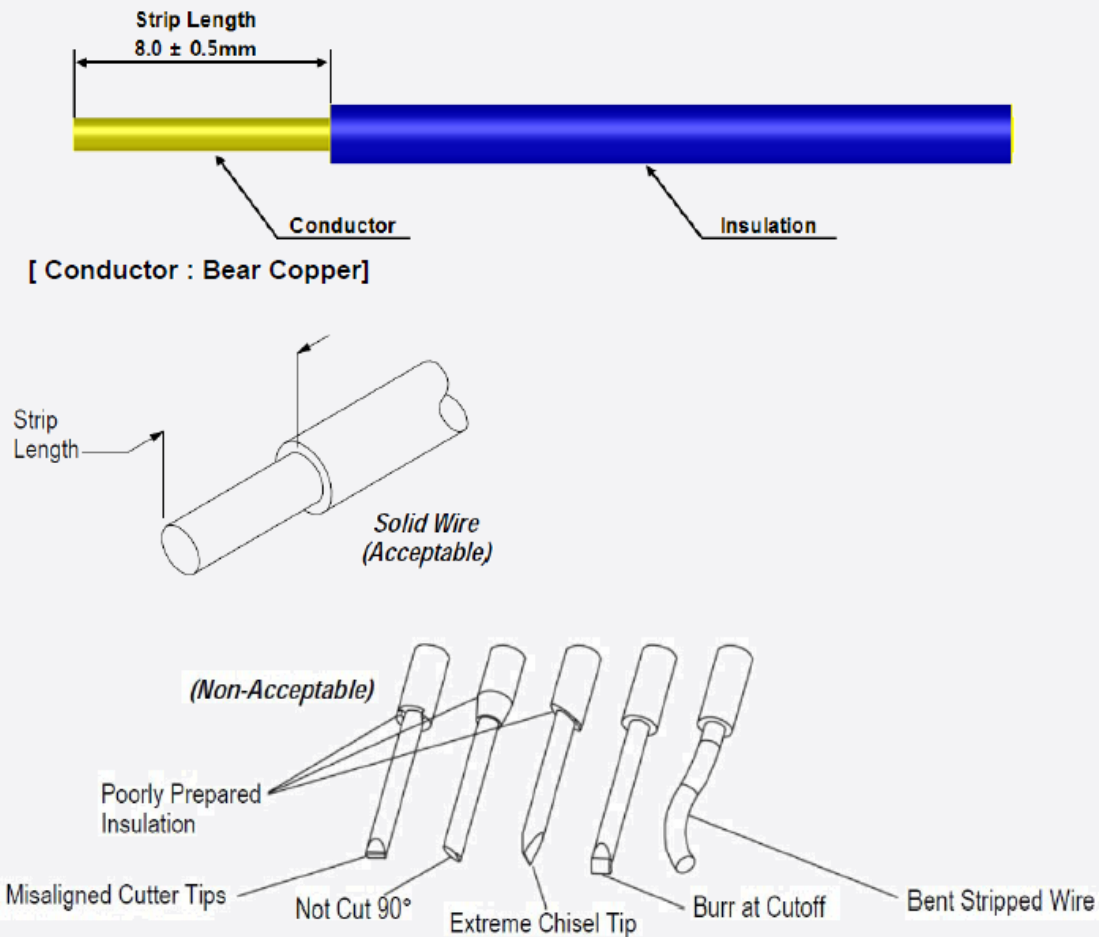 Strip Length
8.0 ± 0.5mm
Conductor
Insulation
[ Conductor : Bear Copper]
Strip
Length
Solid Wire
(Acceptable)
(Non-Acceptable)
Poorly Prepared
Insulation
Misaligned Cutter Tips
Not Cut 90°
Extreme Chisel Tip
Burr at Cutoff
Bent Stripped Wire